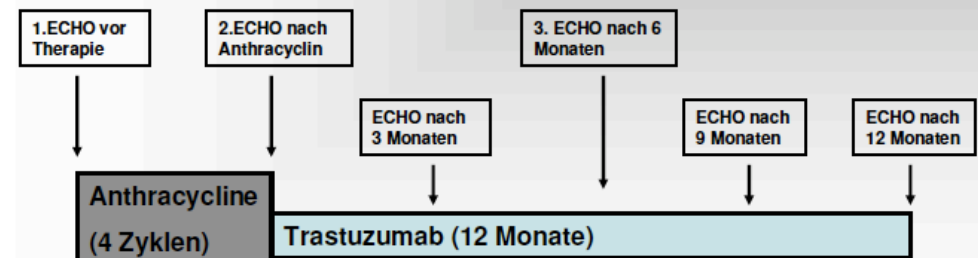 1.ECHO vor
Therapie
2.ECHO nach
Anthracyclin
3. ECHO nach 6
Monaten
ECHO nach
3 Monaten
ECHO nach
9 Monaten
ECHO nach
12 Monaten
Anthracycline
(4 Zyklen)
Trastuzumab (12 Monate)